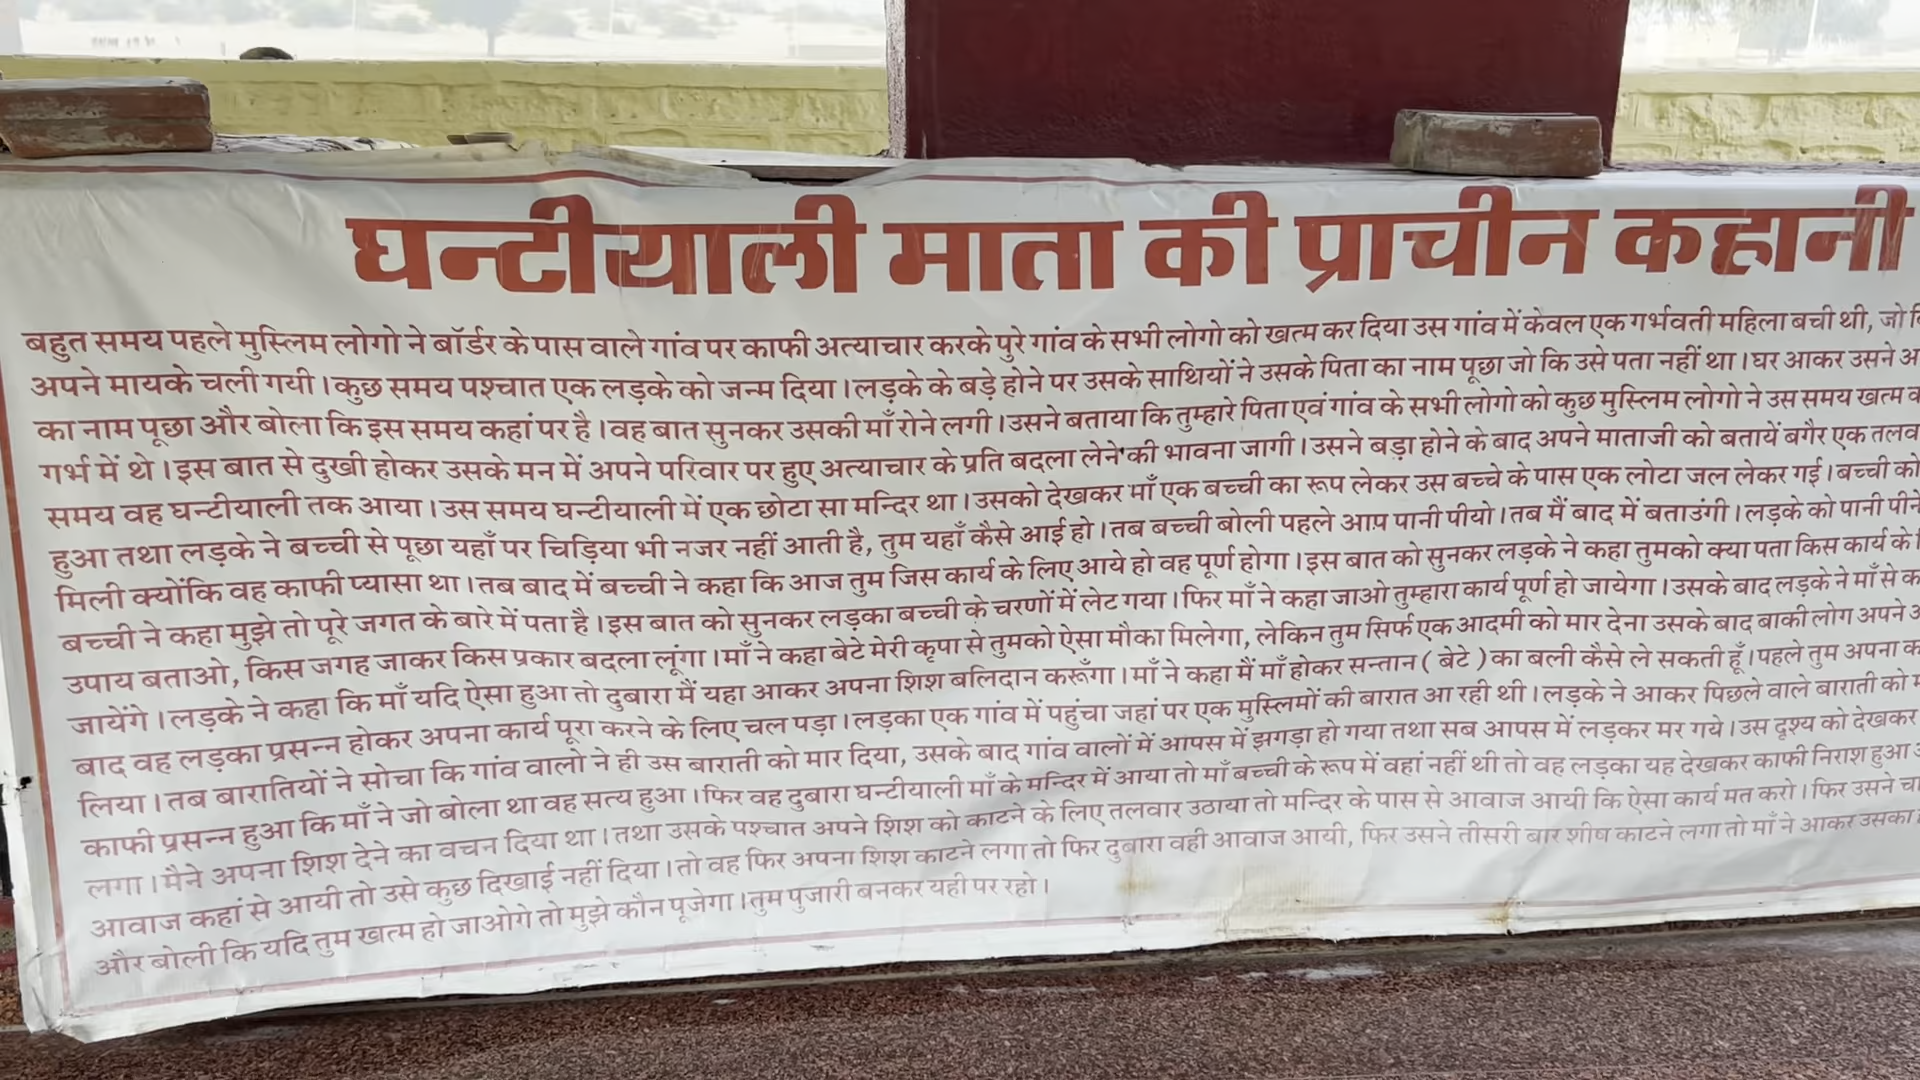 घन्टीयाली माता की प्राचीन कहानी
बहुत समय पहले मुस्लिम लोगो ने बॉर्डर के पास वाले गांव पर काफी अत्याचार करके पुरे गांव के सभी लोगो को खत्म कर दिया उस गांव में केवल एक गर्भवती महिला बची थी, जो
अपने मायके चली गयी । कुछ समय पश्चात एक लड़के को जन्म दिया । लड़के के बड़े होने पर उसके साथियों ने उसके पिता का नाम पूछा जो कि उसे पता नहीं था । घर आकर उसने
का नाम पूछा और बोला कि इस समय कहां पर है । वह बात सुनकर उसकी माँ रोने लगी । उसने बताया कि तुम्हारे पिता एवं गांव के सभी लोगो को कुछ मुस्लिम लोगो ने उस समय खत्म
गर्भ में थे । इस बात से दुखी होकर उसके मन में अपने परिवार पर हुए अत्याचार के प्रति बदला लेने की भावना जागी । उसने बड़ा होने के बाद अपने माताजी को बतायें बगैर एक
समय वह घन्टीयाली तक आया । उस समय घन्टीयाली में एक छोटा सा मन्दिर था । उसको देखकर माँ एक बच्ची का रूप लेकर उस बच्चे के पास एक लोटा जल लेकर गई । बच्ची को
हुआ तथा लड़के ने बच्ची से पूछा यहाँ पर चिड़िया भी नजर नहीं आती है, तुम यहाँ कैसे आई हो । तब बच्ची बोली पहले आप पानी पीयो । तब मैं बाद में बताउंगी । लड़के को पानी
मिली क्योंकि वह काफी प्यासा था । तब बाद में बच्ची ने कहा कि आज तुम जिस कार्य के लिए आये हो वह पूर्ण होगा । इस बात को सुनकर लड़के ने कहा तुमको क्या पता किस कार्य के
बच्ची ने कहा मुझे तो पूरे जगत के बारे में पता है । इस बात को सुनकर लड़का बच्ची के चरणों में लेट गया । फिर माँ ने कहा जाओ तुम्हारा कार्य पूर्ण हो जायेगा । उसके बाद लड़के ने माँ से
उपाय बताओ, किस जगह जाकर किस प्रकार बदला लूंगा । माँ ने कहा बेटे मेरी कृपा से तुमको ऐसा मौका मिलेगा, लेकिन तुम सिर्फ एक आदमी को मार देना उसके बाद बाकी लोग अपने
जायेंगे । लड़के ने कहा कि माँ यदि ऐसा हुआ तो दुबारा मैं यहा आकर अपना शिश बलिदान करूँगा । माँ ने कहा मैं माँ होकर सन्तान ( बेटे ) का बली कैसे ले सकती हूँ । पहले तुम अपना
बाद वह लड़का प्रसन्न होकर अपना कार्य पूरा करने के लिए चल पड़ा । लड़का एक गांव में पहुंचा जहां पर एक मुस्लिमों की बारात आ रही थी । लड़के ने आकर पिछले वाले बाराती को
लिया । तब बारातियों ने सोचा कि गांव वालो ने ही उस बाराती को मार दिया, उसके बाद गांव वालों में आपस में झगड़ा हो गया तथा सब आपस में लड़कर मर गये । उस दृश्य को देखकर
काफी प्रसन्न हुआ कि माँ ने जो बोला था वह सत्य हुआ । फिर वह दुबारा घन्टीयाली माँ के मन्दिर में आया तो माँ बच्ची के रूप में वहां नहीं थी तो वह लड़का यह देखकर काफी निराश हुआ
लगा । मैने अपना शिश देने का वचन दिया था । तथा उसके पश्चात अपने शिश को काटने के लिए तलवार उठाया तो मन्दिर के पास से आवाज आयी कि ऐसा कार्य मत करो । फिर उसने
आवाज कहां से आयी तो उसे कुछ दिखाई नहीं दिया । तो वह फिर अपना शिश काटने लगा तो फिर दुबारा वही आवाज आयी, फिर उसने तीसरी बार शीष काटने लगा तो माँ ने आकर उसका
और बोली कि यदि तुम खत्म हो जाओगे तो मुझे कौन पूजेगा । तुम पुजारी बनकर यही पर रहो ।